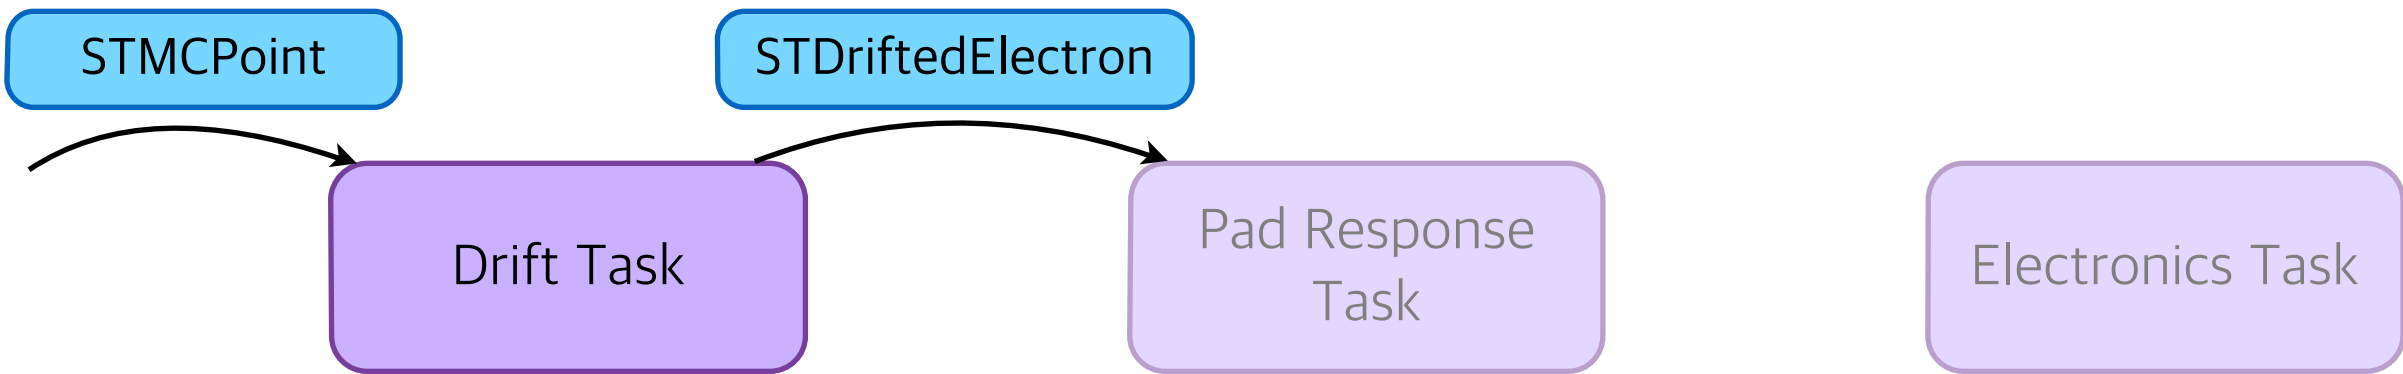 STMCPoint
STDriftedElectron
Drift Task
Pad Response
Task
Electronics Task